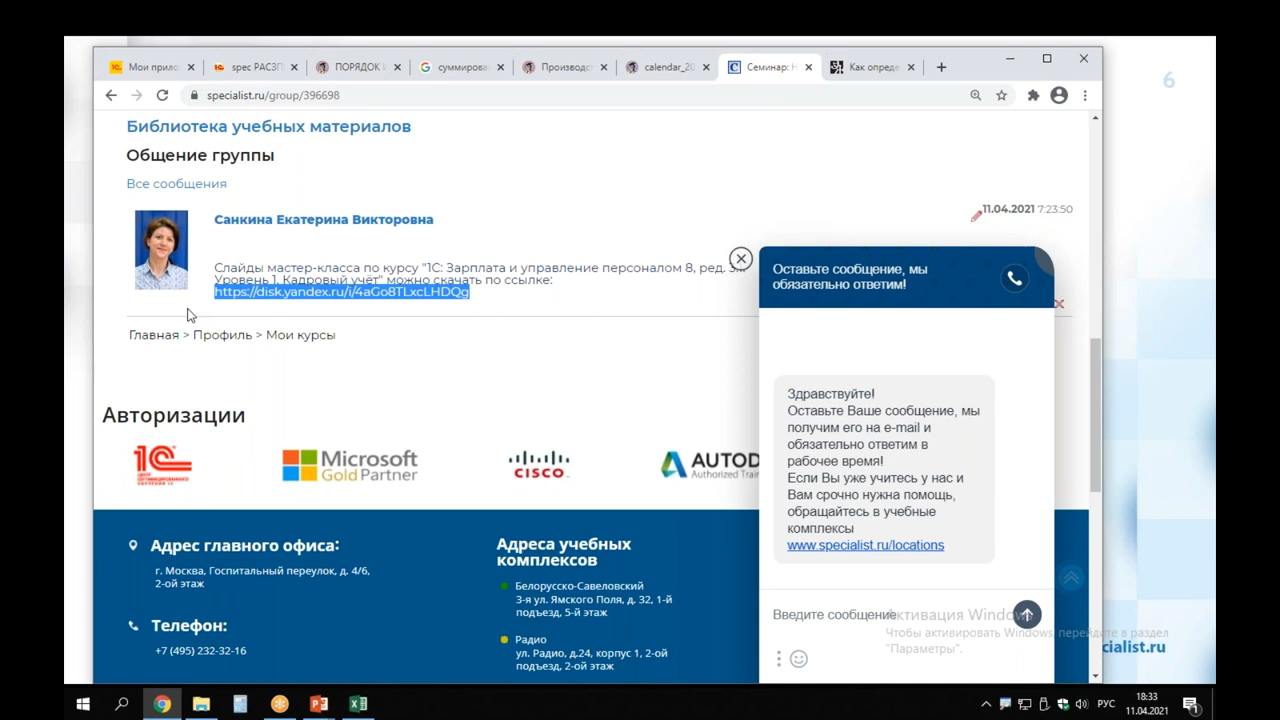 6
Мои прило
spec РАСЗП
ПОРЯДОК
суммирова
Производс
calendar_20
Семинар: Н
Как опреде
specialist.ru/group/396698
Библиотека учебных материалов
Общение группы
Все сообщения
Санкина Екатерина Викторовна
11.04.2021 7:23:50
Слайды мастер-класса по курсу "1С: Зарплата и управление персоналом 8, ред. 3...
Уровень 1. Кадровый учёт" можно скачать по ссылке:
https://disk.yandex.ru/i/4aGo8TLxcLHDQg
Главная > Профиль > Мои курсы
Авторизации
1С
Microsoft
Gold Partner
CISCO
AUTOD
Authorized Train
Адрес главного офиса:
г. Москва, Госпитальный переулок, д. 4/6,
2-ой этаж
Телефон:
+7 (495) 232-32-16
Адреса учебных
комплексов
Белорусско-Савеловский
3-я ул. Ямского Поля, д. 32, 1-й
подъезд, 5-й этаж
Радио
ул. Радио, д.24, корпус 1, 2-ой
подъезд, 2-ой этаж
Оставьте сообщение, мы
обязательно ответим!
Здравствуйте!
Оставьте Ваше сообщение, мы
получим его на e-mail и
обязательно ответим в
рабочее время!
Если Вы уже учитесь у нас и
Вам срочно нужна помощь,
обращайтесь в учебные
комплексы
www.specialist.ru/locations
Введите сообщение
Активация Windows
Чтобы активировать Windows, перейдите в раздел
"Параметры".
cialist.ru
РУС
18:33
11.04.2021
1